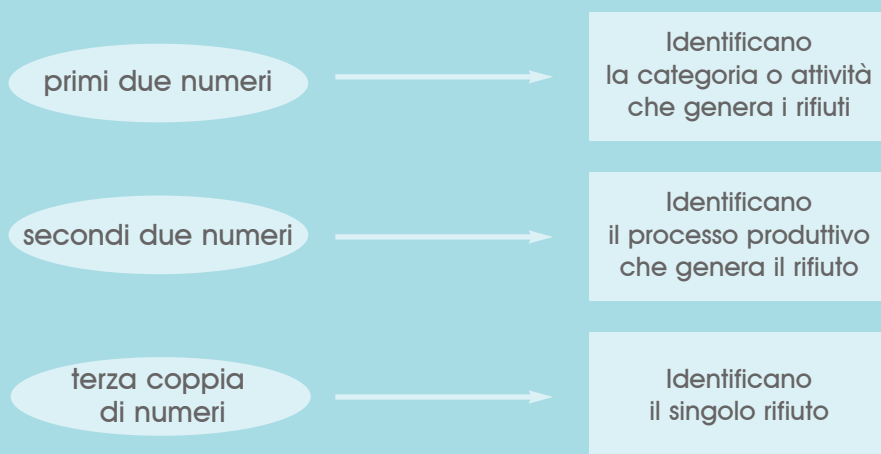 primi due numeri
Identificano
la categoria o attività
che genera i rifiuti
secondi due numeri
Identificano
il processo produttivo
che genera il rifiuto
terza coppia
di numeri
Identificano
il singolo rifiuto